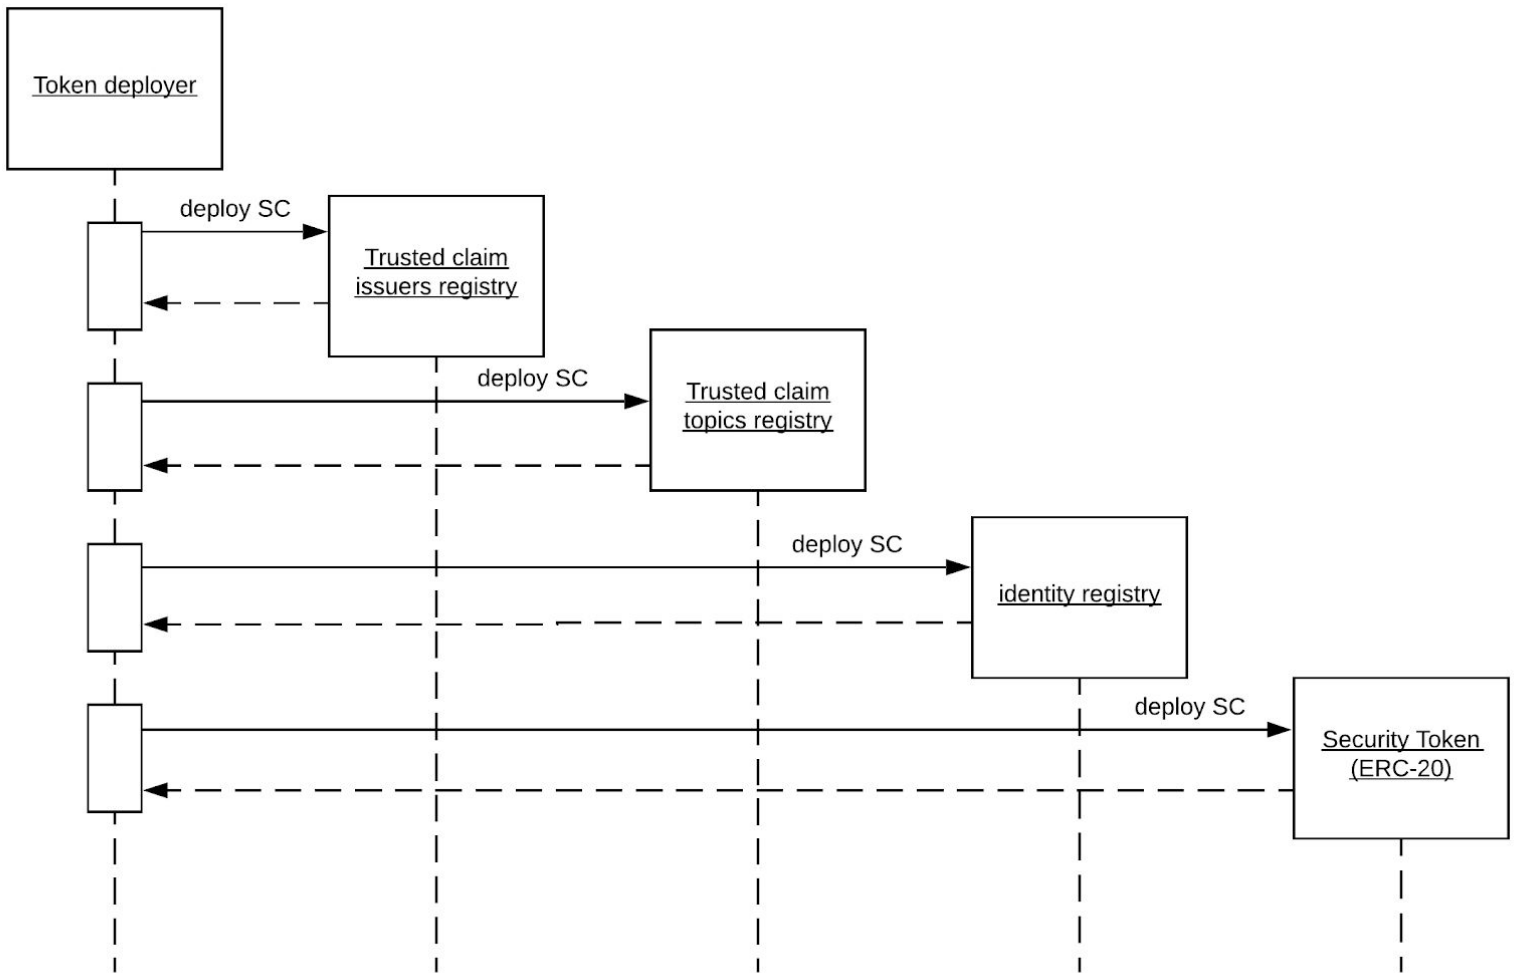 Token deployer
deploy SC
Trusted claim
issuers registry
deploy SC
Trusted claim
topics registry
deploy SC
identity registry
deploy SC
Security Token
(ERC-20)